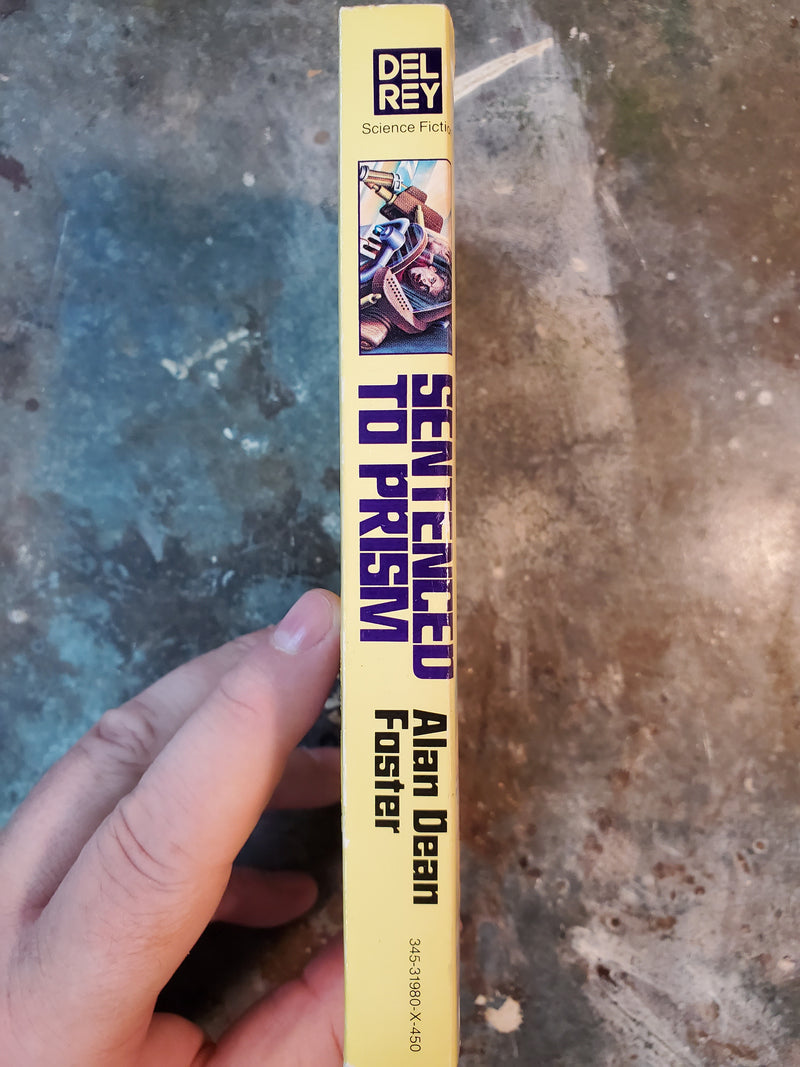 DEL
REY
Science Fictio
SENTENCED
TO PRISM
Alan Dean
Foster
345-31980-X-450